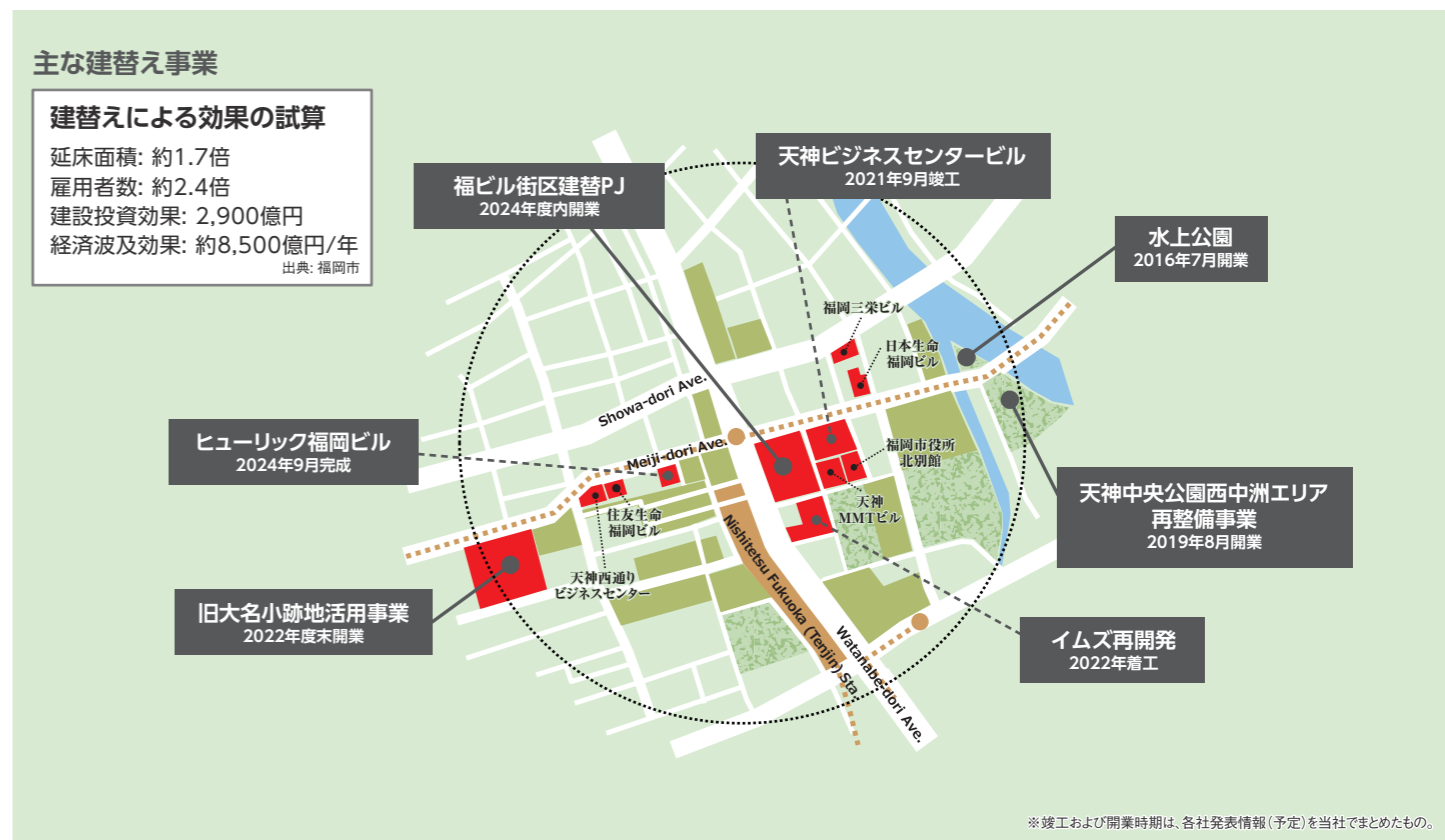 主な建替え事業
建替えによる効果の試算
延床面積: 約1.7倍
雇用者数: 約2.4倍
建設投資効果: 2,900億円
経済波及効果: 約8,500億円/年
出典: 福岡市
福ビル街区建替PJ
2024年度内開業
天神ビジネスセンタービル
2021年9月竣工
水上公園
2016年7月開業
福岡三栄ビル
日本生命
福岡ビル
Showa-dori Ave.
Meiji-dori Ave.
ヒューリック福岡ビル
2024年9月完成
福岡市役所
北別館
天神
MMTビル
天神中央公園西中洲エリア
再整備事業
2019年8月開業
住友生命
福岡ビル
天神西通り
ビジネスセンター
Nishitetsu Fukuoka (Tenjin) Sta.
Watanabe-dori Ave.
旧大名小跡地活用事業
2022年度末開業
イムズ再開発
2022年着工
※竣工および開業時期は、各社発表情報(予定)を当社でまとめたもの。